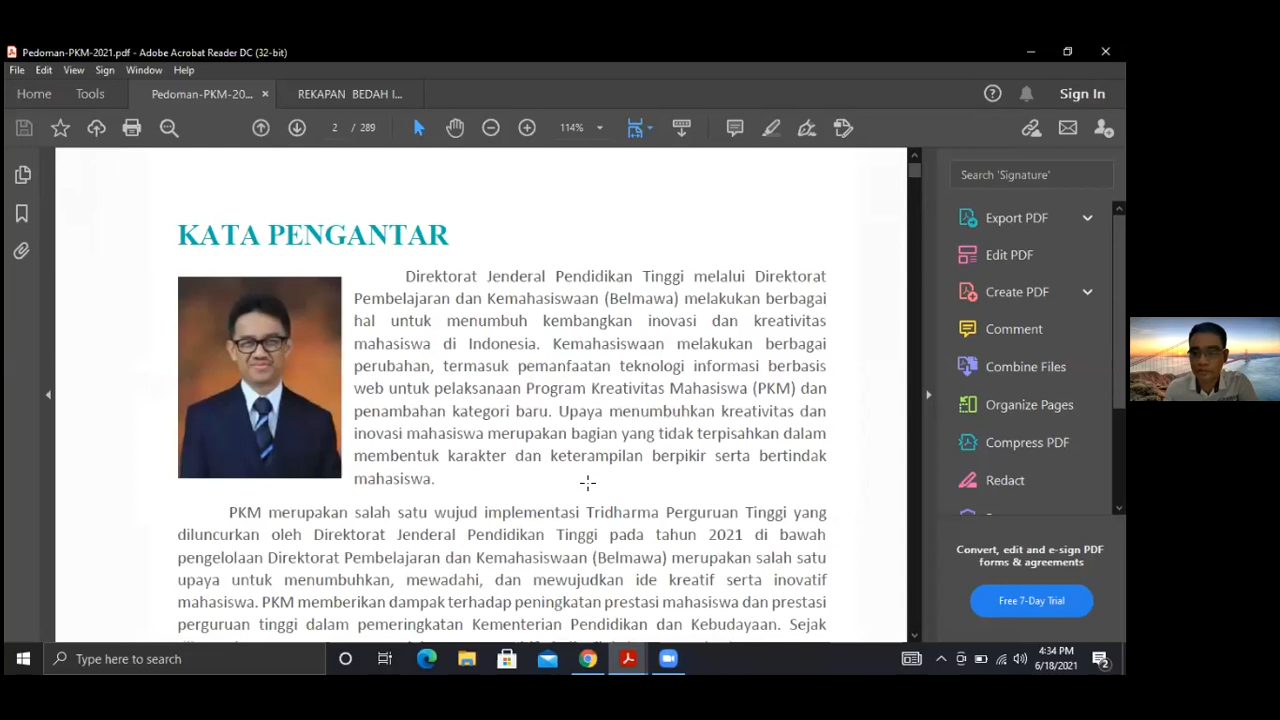 Pedoman-PKM-2021.pdf - Adobe Acrobat Reader DC (32-bit)
File Edit View Sign Window Help
Home Tools Pedoman-PKM-20... × REKAPAN BEDAH I... Sign In
2 / 289 114%
KATA PENGANTAR
Direktorat Jenderal Pendidikan Tinggi melalui Direktorat
Pembelajaran dan Kemahasiswaan (Belmawa) melakukan berbagai
hal untuk menumbuh kembangkan inovasi dan kreativitas
mahasiswa di Indonesia. Kemahasiswaan melakukan berbagai
perubahan, termasuk pemanfaatan teknologi informasi berbasis
web untuk pelaksanaan Program Kreativitas Mahasiswa (PKM) dan
penambahan kategori baru. Upaya menumbuhkan kreativitas dan
inovasi mahasiswa merupakan bagian yang tidak terpisahkan dalam
membentuk karakter dan keterampilan berpikir serta bertindak
mahasiswa.
PKM merupakan salah satu wujud implementasi Tridharma Perguruan Tinggi yang
diluncurkan oleh Direktorat Jenderal Pendidikan Tinggi pada tahun 2021 di bawah
pengelolaan Direktorat Pembelajaran dan Kemahasiswaan (Belmawa) merupakan salah satu
upaya untuk menumbuhkan, mewadahi, dan mewujudkan ide kreatif serta inovatif
mahasiswa. PKM memberikan dampak terhadap peningkatan prestasi mahasiswa dan prestasi
perguruan tinggi dalam pemeringkatan Kementerian Pendidikan dan Kebudayaan. Sejak
Search 'Signature'
Export PDF
Edit PDF
Create PDF
Comment
Combine Files
Organize Pages
Compress PDF
Redact
Convert, edit and e-sign PDF
forms & agreements
Free 7-Day Trial
Type here to search
4:34 PM
6/18/2021
2